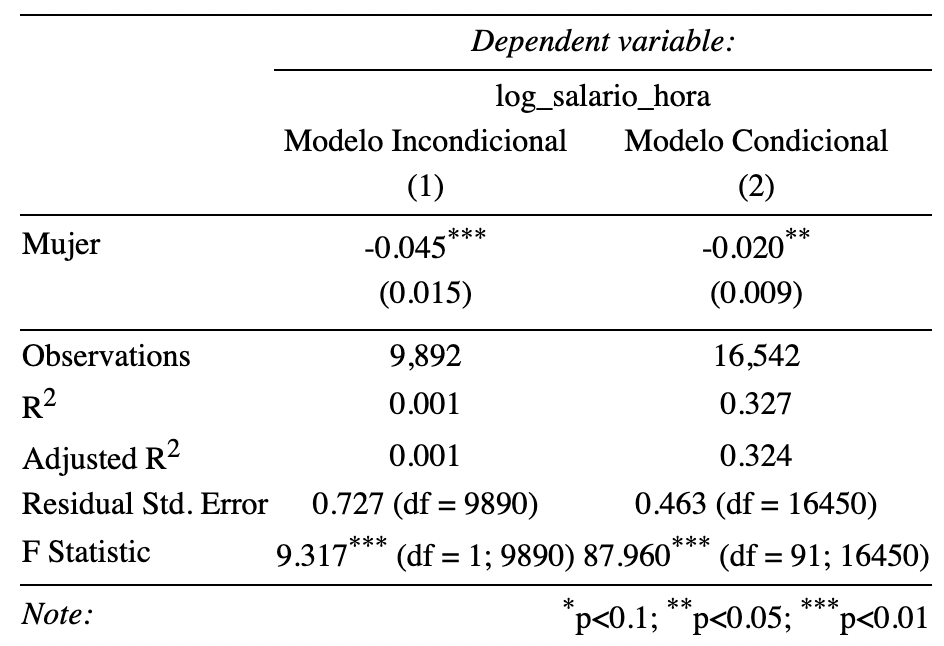 Dependent variable:
log_salario_hora
Modelo Incondicional Modelo Condicional
(1) (2)
Mujer -0.045*** -0.020**
(0.015) (0.009)
Observations 9,892 16,542
R2 0.001 0.327
Adjusted R2 0.001 0.324
Residual Std. Error 0.727 (df = 9890) 0.463 (df = 16450)
F Statistic 9.317*** (df = 1; 9890) 87.960*** (df = 91; 16450)
Note: *p<0.1; **p<0.05; ***p<0.01